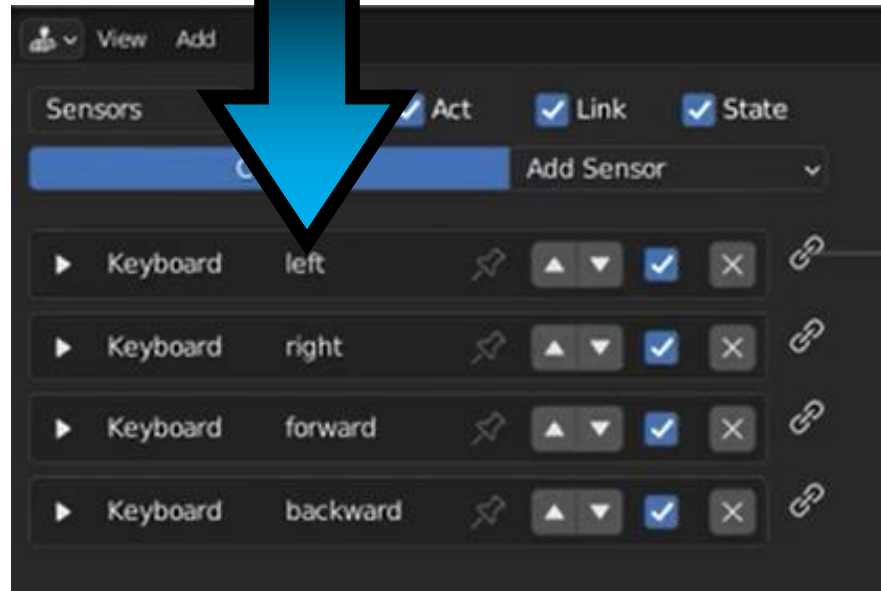 View Add
Sensors Act Link State
Add Sensor
Keyboard left
Keyboard right
Keyboard forward
Keyboard backward